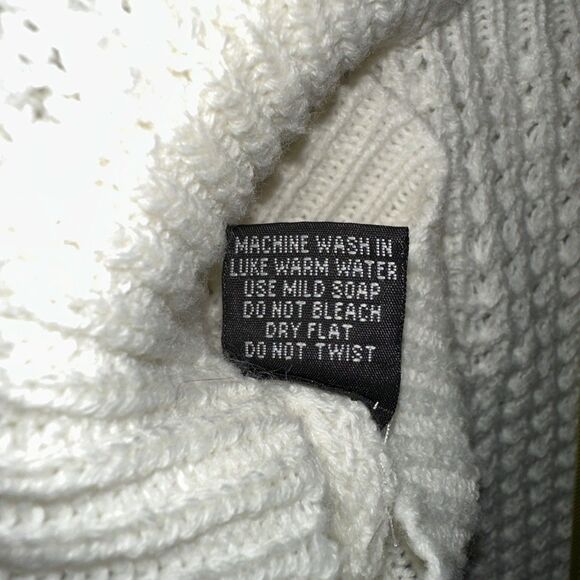 MACHINE WASH IN
LUKE WARM WATER
USE MILD SOAP
DO NOT BLEACH
DRY FLAT
DO NOT TWIST